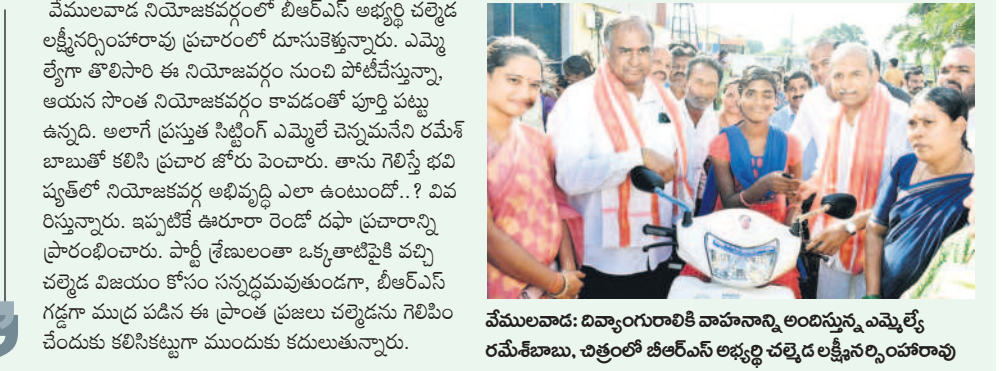 వేములవాడ నియోజకవర్గంలో బీఆర్ఎస్ అభ్యర్థి చల్మెడ
లక్ష్మీనర్సింహారావు ప్రచారంలో దూసుకెళ్తున్నారు. ఎమ్మె
ల్యేగా తొలిసారి ఈ నియోజవర్గం నుంచి పోటీచేస్తున్నా,
ఆయన సొంత నియోజకవర్గం కావడంతో పూర్తి పట్టు
ఉన్నది. అలాగే ప్రస్తుత సిట్టింగ్ ఎమ్మెలే చెన్నమనేని రమేశ్
బాబుతో కలిసి ప్రచార జోరు పెంచారు. తాను గెలిస్తే భవి
ష్యత్‌లో నియోజకవర్గ అభివృద్ధి ఎలా ఉంటుందో..? వివ
రిస్తున్నారు. ఇప్పటికే ఊరూరా రెండో దఫా ప్రచారాన్ని
ప్రారంభించారు. పార్టీ శ్రేణులంతా ఒక్కతాటిపైకి వచ్చి
చల్మెడ విజయం కోసం సన్నద్ధమవుతుండగా, బీఆర్ఎస్
గడ్డగా ముద్ర పడిన ఈ ప్రాంత ప్రజలు చల్మెడను గెలిపిం
చేందుకు కలిసికట్టుగా ముందుకు కదులుతున్నారు.
వేములవాడ: దివ్యాంగురాలికి వాహనాన్ని అందిస్తున్న ఎమ్మెల్యే
రమేశ్‌బాబు, చిత్రంలో బీఆర్ఎస్ అభ్యర్థి చల్మెడ లక్ష్మీనర్సింహారావు